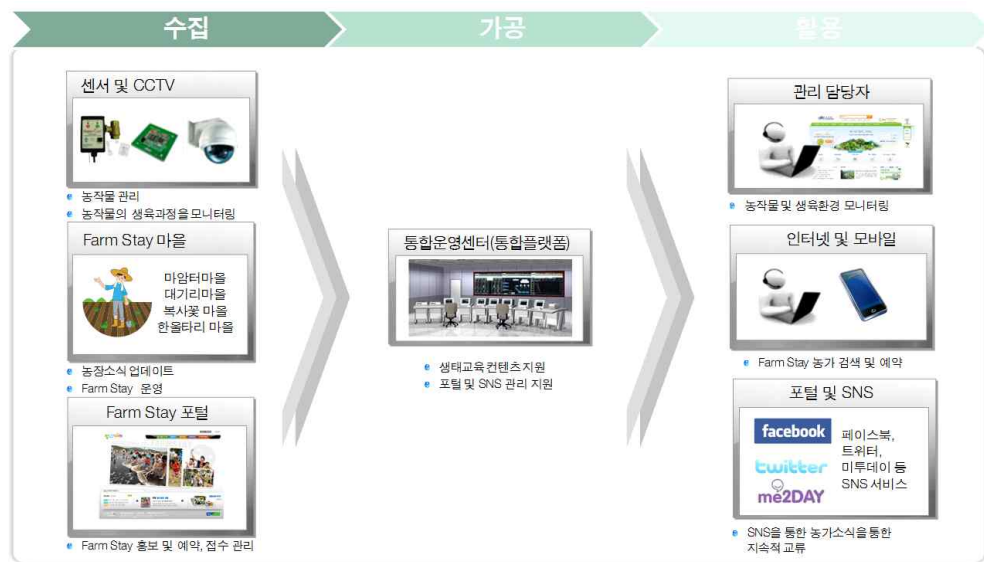 수집
가공
활용
센서 및 CCTV
농작물 관리
농작물의 생육과정을 모니터링
Farm Stay 마을
마암터마을
대기리마을
복사꽃 마을
한울타리 마을
농장소식 업데이트
Farm Stay 운영
Farm Stay 포털
Farm Stay 홍보 및 예약, 접수 관리
통합운영센터(통합플랫폼)
생태교육 컨텐츠 지원
포털 및 SNS 관리 지원
관리 담당자
농작물 및 생육환경 모니터링
인터넷 및 모바일
Farm Stay 농가 검색 및 예약
포털 및 SNS
facebook
twitter
me2DAY
페이스북,
트위터,
미투데이 등
SNS 서비스
SNS을 통한 농가소식을 통한
지속적 교류